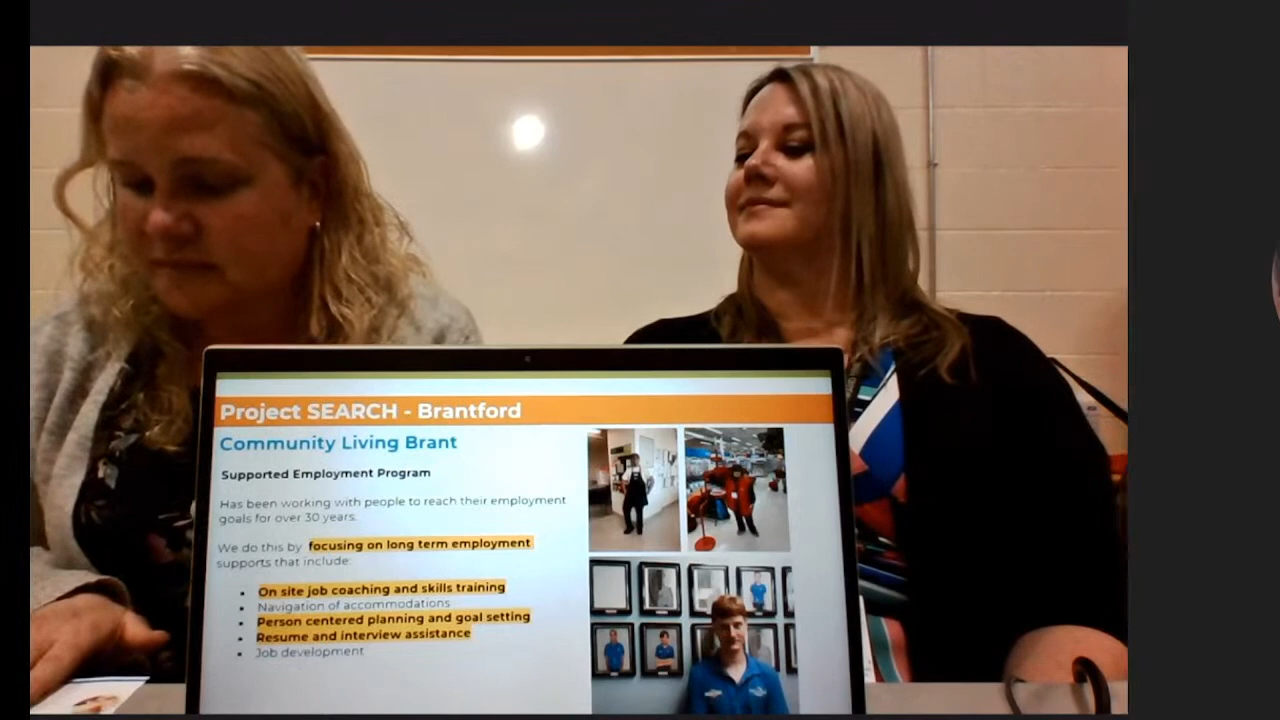 Project SEARCH - Brantford
Community Living Brant
Supported Employment Program
Has been working with people to reach their employment
goals for over 30 years.
We do this by focusing on long term employment
supports that include:
• On site job coaching and skills training
• Navigation of accommodations
• Person centered planning and goal setting
• Resume and interview assistance
• Job development